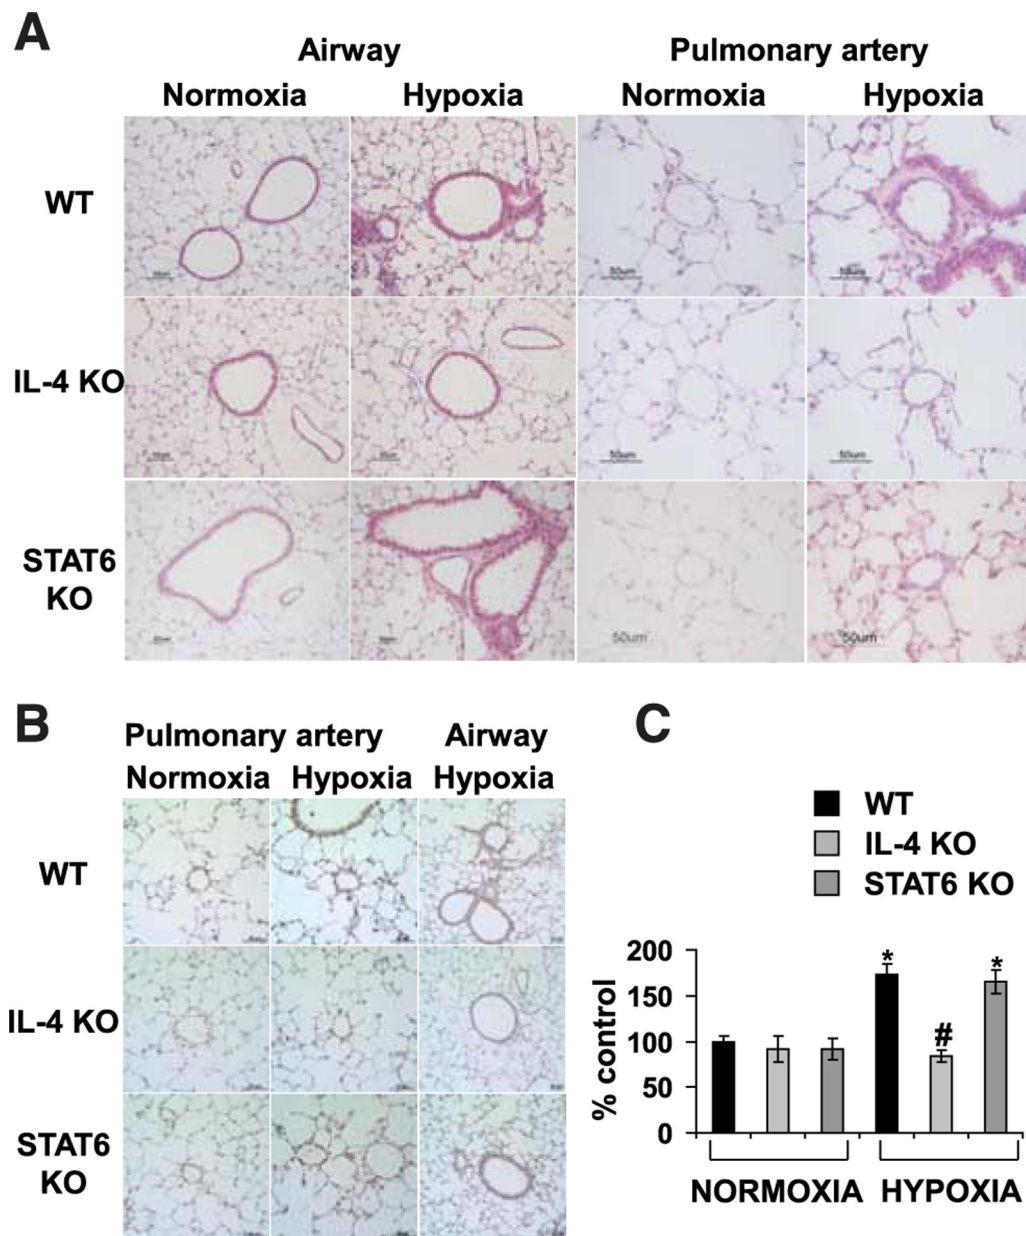 A
Airway
Pulmonary artery
Normoxia
Hypoxia
Normoxia
Hypoxia
WT
50um
50um
IL-4 KO
50um
50um
STAT6
KO
50um
50um
B
Pulmonary artery
Airway
Normoxia
Hypoxia
Hypoxia
WT
IL-4 KO
STAT6
KO
C
WT
IL-4 KO
STAT6 KO
% control
200
150
100
50
0
*
#
*
NORMOXIA
HYPOXIA